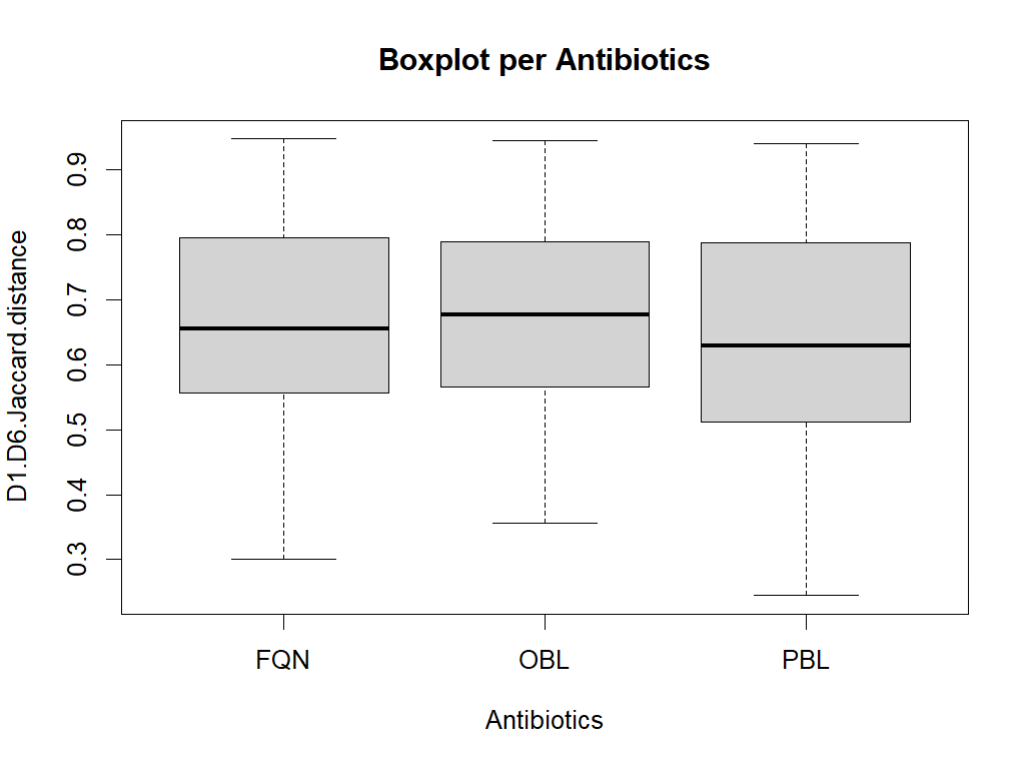 Boxplot per Antibiotics
D1.D6.Jaccard.distance
0.9
0.8
0.7
0.6
0.5
0.4
0.3
FQN
OBL
PBL
Antibiotics